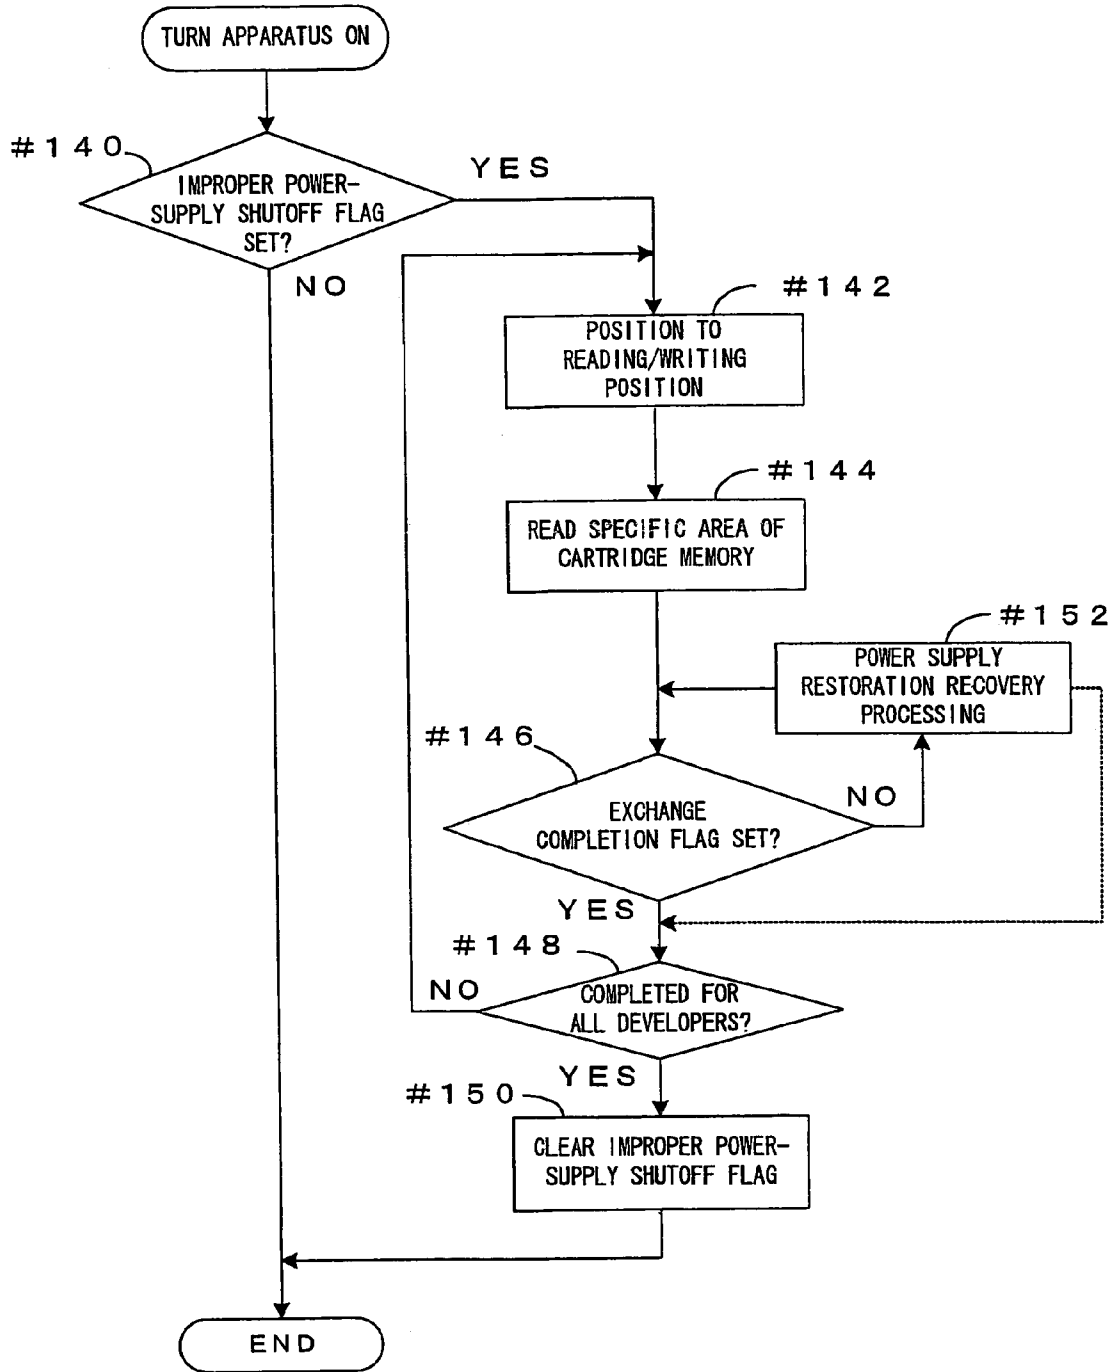 TURN APPARATUS ON
#140
IMPROPER POWER-
SUPPLY SHUTOFF FLAG
SET?
YES
NO
#142
POSITION TO
READING/WRITING
POSITION
#144
READ SPECIFIC AREA OF
CARTRIDGE MEMORY
#152
POWER SUPPLY
RESTORATION RECOVERY
PROCESSING
#146
EXCHANGE
COMPLETION FLAG SET?
NO
YES
#148
COMPLETED FOR
ALL DEVELOPERS?
NO
YES
#150
CLEAR IMPROPER POWER-
SUPPLY SHUTOFF FLAG
END